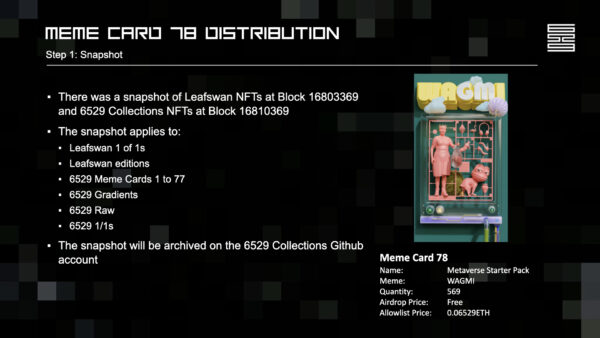 MEME CARD 78 DISTRIBUTION
Step 1: Snapshot
▪ There was a snapshot of Leafswan NFTs at Block 16803369
and 6529 Collections NFTs at Block 16810369
▪ The snapshot applies to:
▪ Leafswan 1 of 1s
▪ Leafswan editions
▪ 6529 Meme Cards 1 to 77
▪ 6529 Gradients
▪ 6529 Raw
▪ 6529 1/1s
▪ The snapshot will be archived on the 6529 Collections Github
account
WAGMI
Meme Card 78
Name: Metaverse Starter Pack
Meme: WAGMI
Quantity: 569
Airdrop Price: Free
Allowlist Price: 0.06529ETH